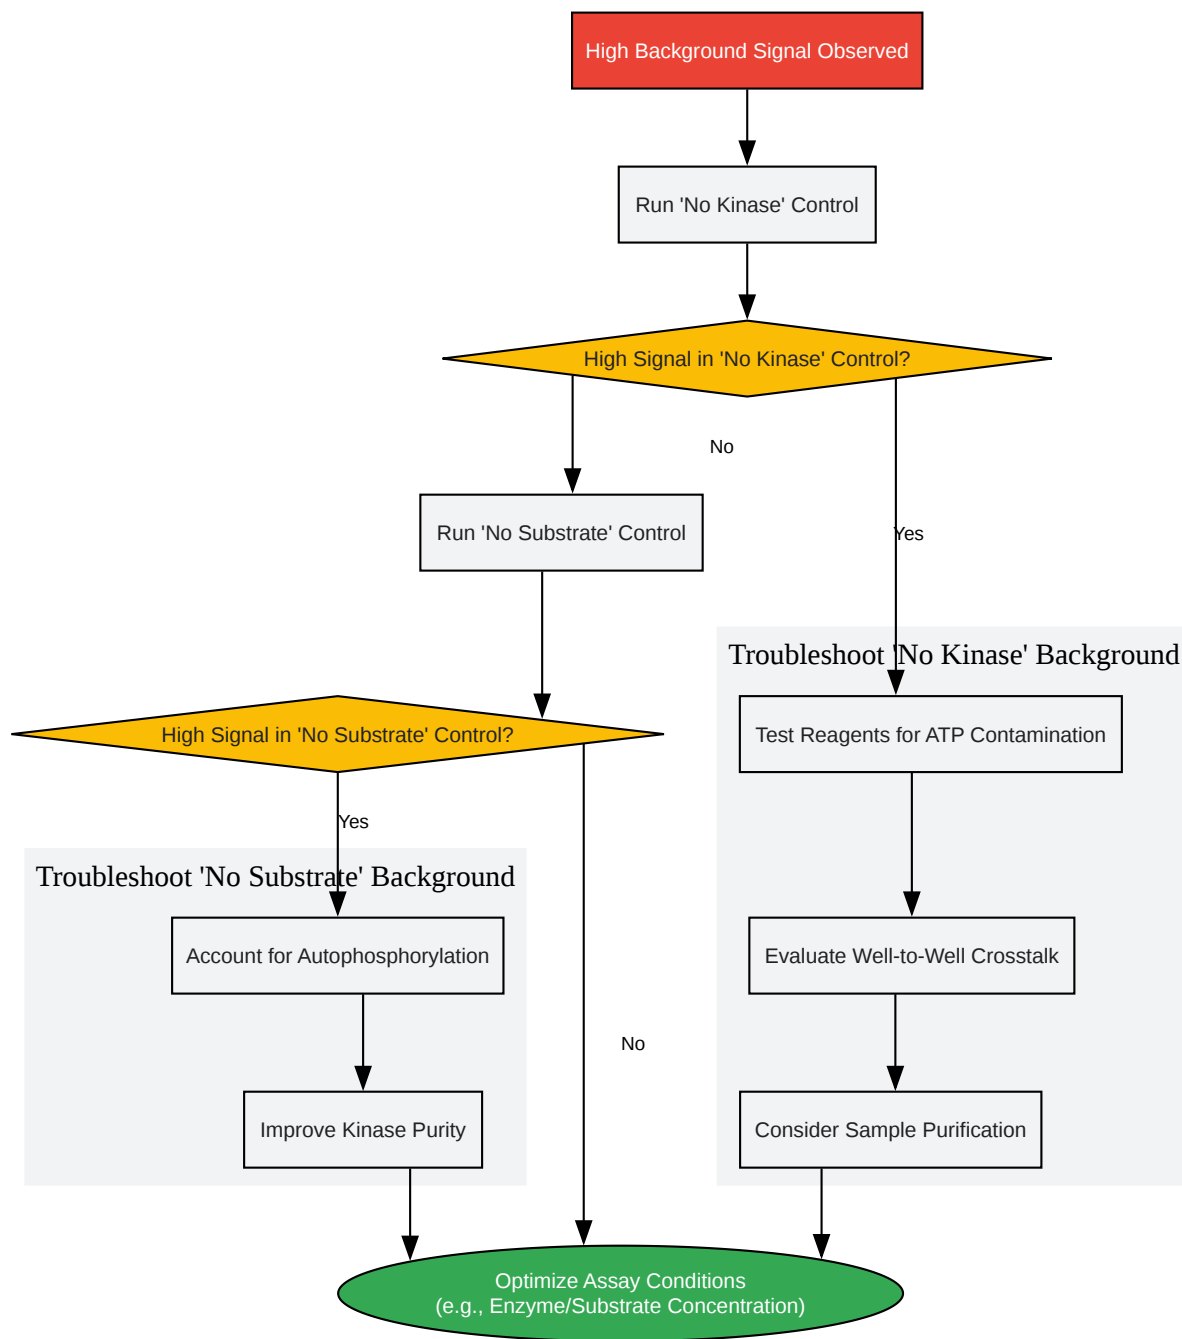 High Background Signal Observed
Run 'No Kinase' Control
High Signal in 'No Kinase' Control?
No
Run 'No Substrate' Control
Yes
Troubleshoot 'No Kinase' Background
High Signal in 'No Substrate' Control?
Test Reagents for ATP Contamination
Yes
Troubleshoot 'No Substrate' Background
Account for Autophosphorylation
Evaluate Well-to-Well Crosstalk
No
Improve Kinase Purity
Consider Sample Purification
Optimize Assay Conditions
(e.g., Enzyme/Substrate Concentration)